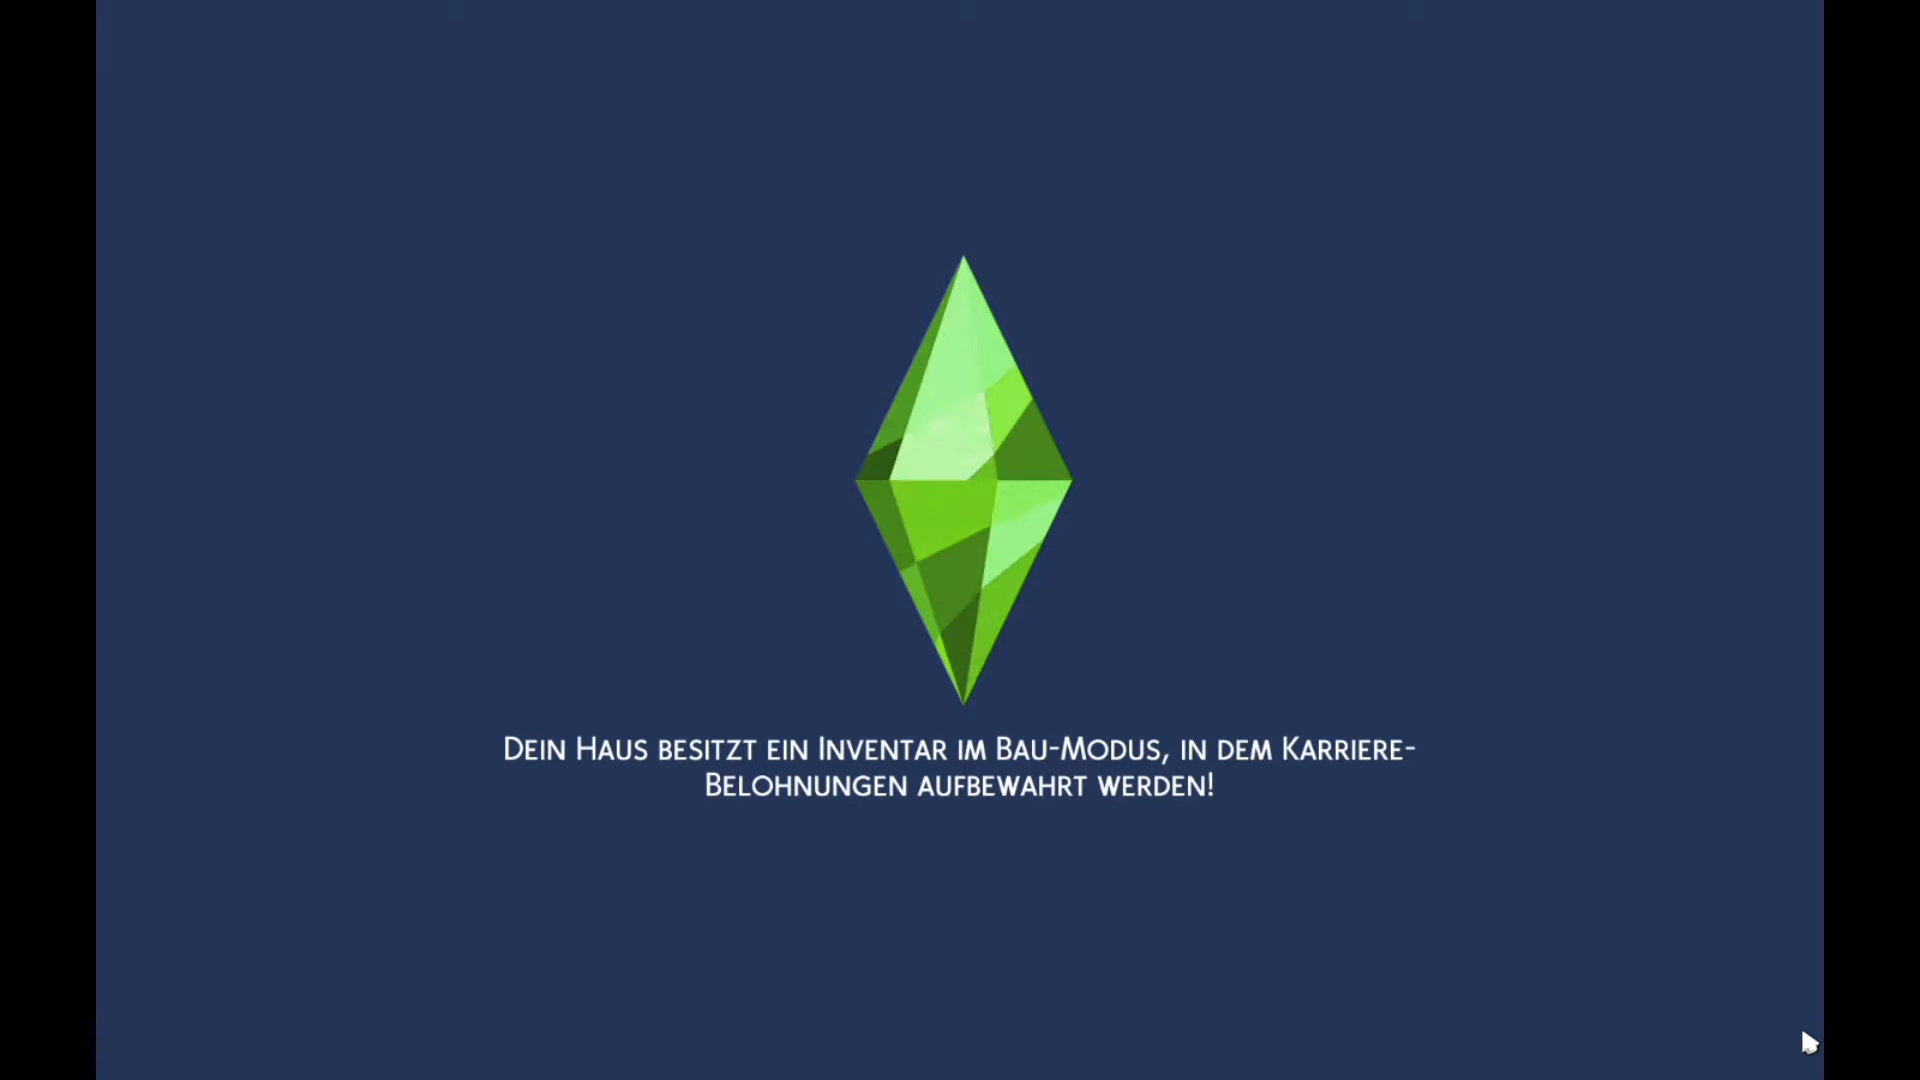 Dein Haus besitzt ein Inventar im Bau-Modus, in dem Karriere-
Belohnungen aufbewahrt werden!